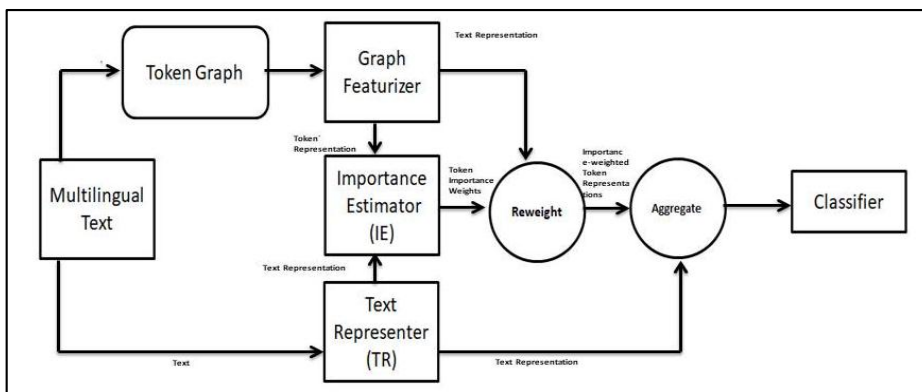 Text Representation
Graph
Featurizer
Token Graph
Token'
Representation
Multilingual
Text
Importance
Estimator
(IE)
Token
Importance
Weights
Reweight
Importanc
e-weighted
Token
Representa
tions
Aggregate
Classifier
Text Representation
Text
Representer
(TR)
Text
Text Representation